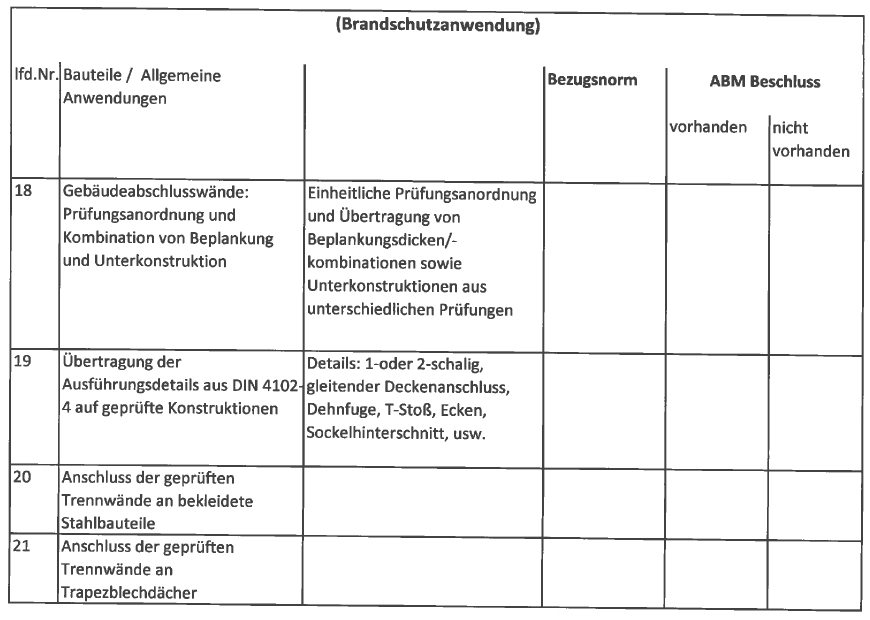 (Brandschutzanwendung)
lfd.Nr. Bauteile / Allgemeine Anwendungen
Bezugsnorm
ABM Beschluss
vorhanden
nicht vorhanden
18
Gebäudeabschlusswände:
Prüfungsanordnung und
Kombination von Beplankung
und Unterkonstruktion
Einheitliche Prüfungsanordnung
und Übertragung von
Beplankungsdicken/-
kombinationen sowie
Unterkonstruktionen aus
unterschiedlichen Prüfungen
19
Übertragung der
Ausführungsdetails aus DIN 4102-
4 auf geprüfte Konstruktionen
Details: 1-oder 2-schalig,
gleitender Deckenanschluss,
Dehnfuge, T-Stoß, Ecken,
Sockelhinterschnitt, usw.
20
Anschluss der geprüften
Trennwände an bekleidete
Stahlbauteile
21
Anschluss der geprüften
Trennwände an
Trapezblechdächer